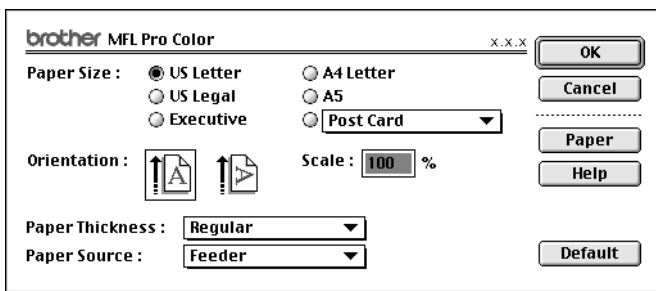 brother MFL Pro Color x.x.x
OK
Paper Size : US Letter A4 Letter
US Legal A5
Cancel
Executive Post Card
Paper
Orientation : A A Scale : 100 %
Help
Paper Thickness : Regular
Paper Source : Feeder
Default